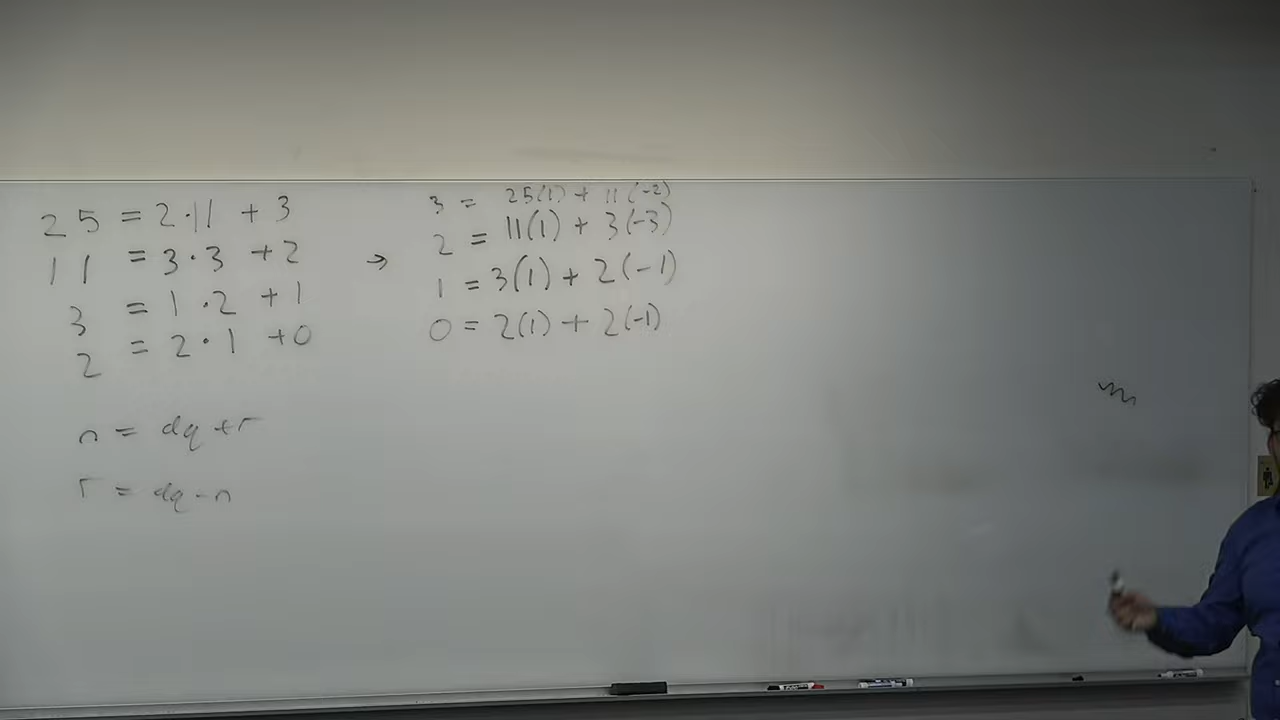 25 = 2·11 + 3
11 = 3·3 + 2
3 = 1·2 + 1
2 = 2·1 + 0
n = dq + r
r = dq - n
→
3 = 25(1) + 11(-2)
2 = 11(1) + 3(-3)
1 = 3(1) + 2(-1)
0 = 2(1) + 2(-1)